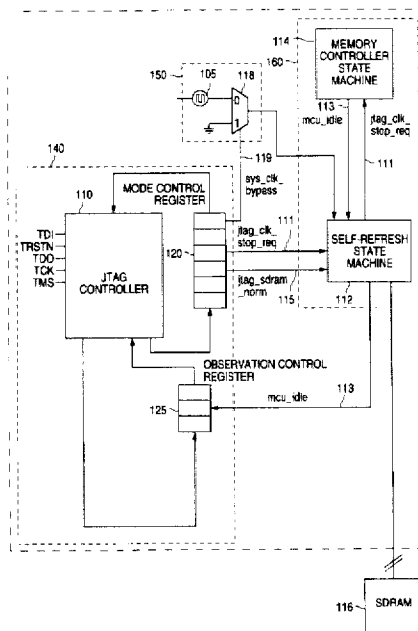 114
MEMORY
CONTROLLER
STATE
MACHINE
160
150
105
118
0
1
113
mcu_idle
jtag_clk_
stop_req
111
119
sys_clk_
bypass
140
110
MODE CONTROL
REGISTER
TDI
TRSTN
TDO
TCK
TMS
JTAG
CONTROLLER
120
jtag_clk_
stop_req
111
jtag_sdram
_norm
115
SELF-REFRESH
STATE
MACHINE
112
OBSERVATION CONTROL
REGISTER
125
mcu_idle
113
116
SDRAM